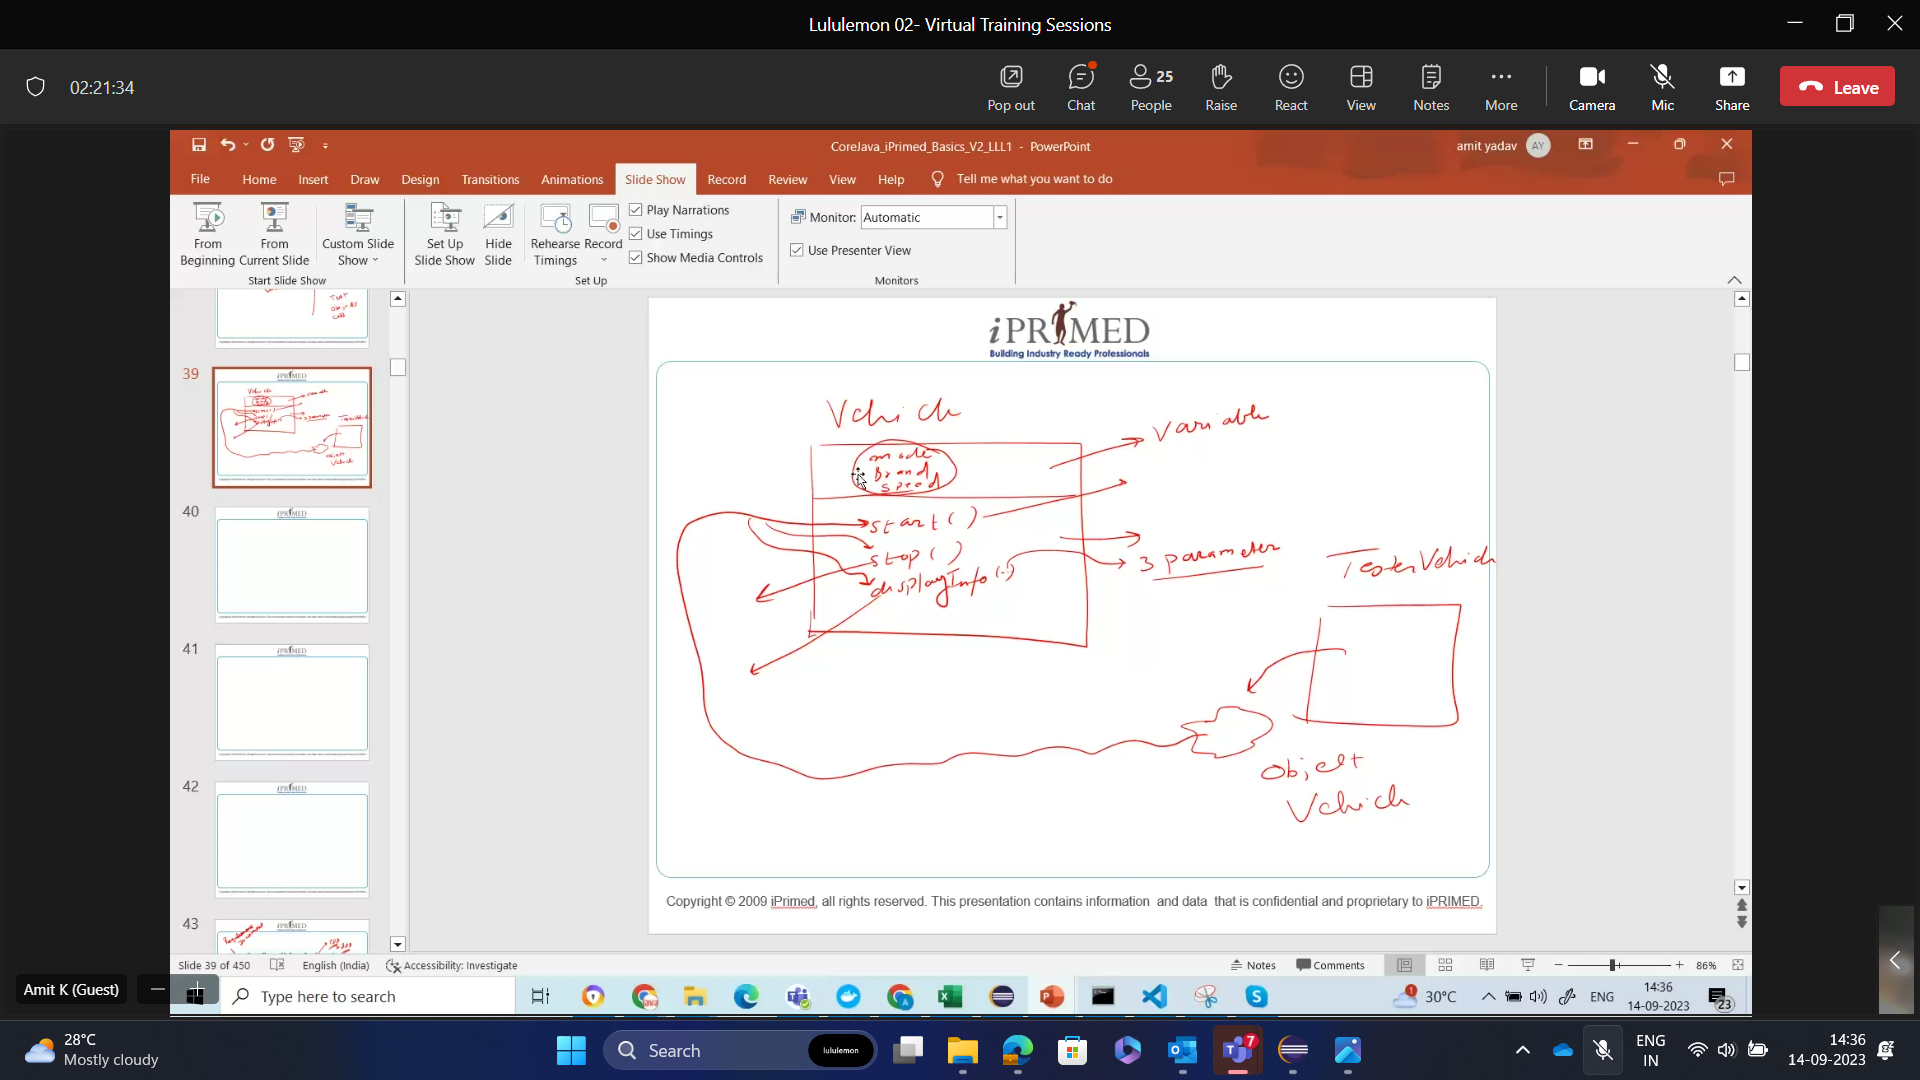 Lululemon 02- Virtual Training Sessions
02:21:34
Pop out
Chat
25
People
Raise
React
View
Notes
More
Camera
Mic
Share
Leave
CoreJava_iPrimed_Basics_V2_LLL1 - PowerPoint
amit yadav
AY
File
Home
Insert
Draw
Design
Transitions
Animations
Slide Show
Record
Review
View
Help
Tell me what you want to do
From Beginning
From Current Slide
Custom Slide Show
Start Slide Show
Set Up Slide Show
Hide Slide
Rehearse Timings
Record
Play Narrations
Use Timings
Show Media Controls
Set Up
Monitor: Automatic
Use Presenter View
Monitors
39
40
41
42
43
iPRIMED
Building Industry Ready Professionals
Vehicle
mode
Brand
Speed
variable
start()
stop()
displayInfo(..)
3 parameter
TesterVehicle
Object
Vehicle
Copyright © 2009 iPrimed, all rights reserved. This presentation contains information and data that is confidential and proprietary to iPRIMED.
Slide 39 of 450
English (India)
Accessibility: Investigate
Notes
Comments
86%
Amit K (Guest)
Type here to search
30°C
ENG
14:36
14-09-2023
23
28°C
Mostly cloudy
Search
lululemon
7
ENG
IN
14:36
14-09-2023